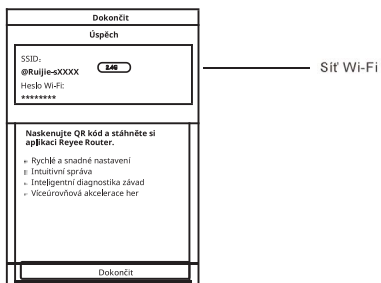 Dokončit
Úspěch
SSID:
2.4G
@Ruijie-sXXXX
Heslo Wi-Fi:
********
Síť Wi-Fi
Naskenujte QR kód a stáhněte si
aplikaci Reyee Router.
Rychlé a snadné nastavení
Intuitivní správa
Inteligentní diagnostika závad
Víceúrovňová akcelerace her
Dokončit